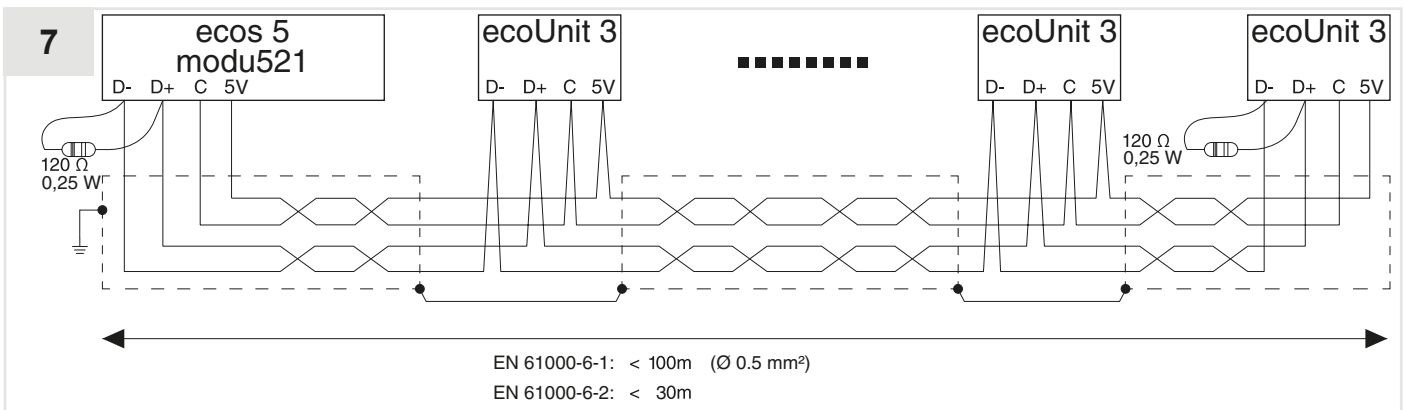 7
ecos 5
modu521
D- D+ C 5V
ecoUnit 3
D- D+ C 5V
ecoUnit 3
D- D+ C 5V
ecoUnit 3
D- D+ C 5V
120 Ω
0,25 W
120 Ω
0,25 W
EN 61000-6-1: < 100m (Ø 0.5 mm²)
EN 61000-6-2: < 30m